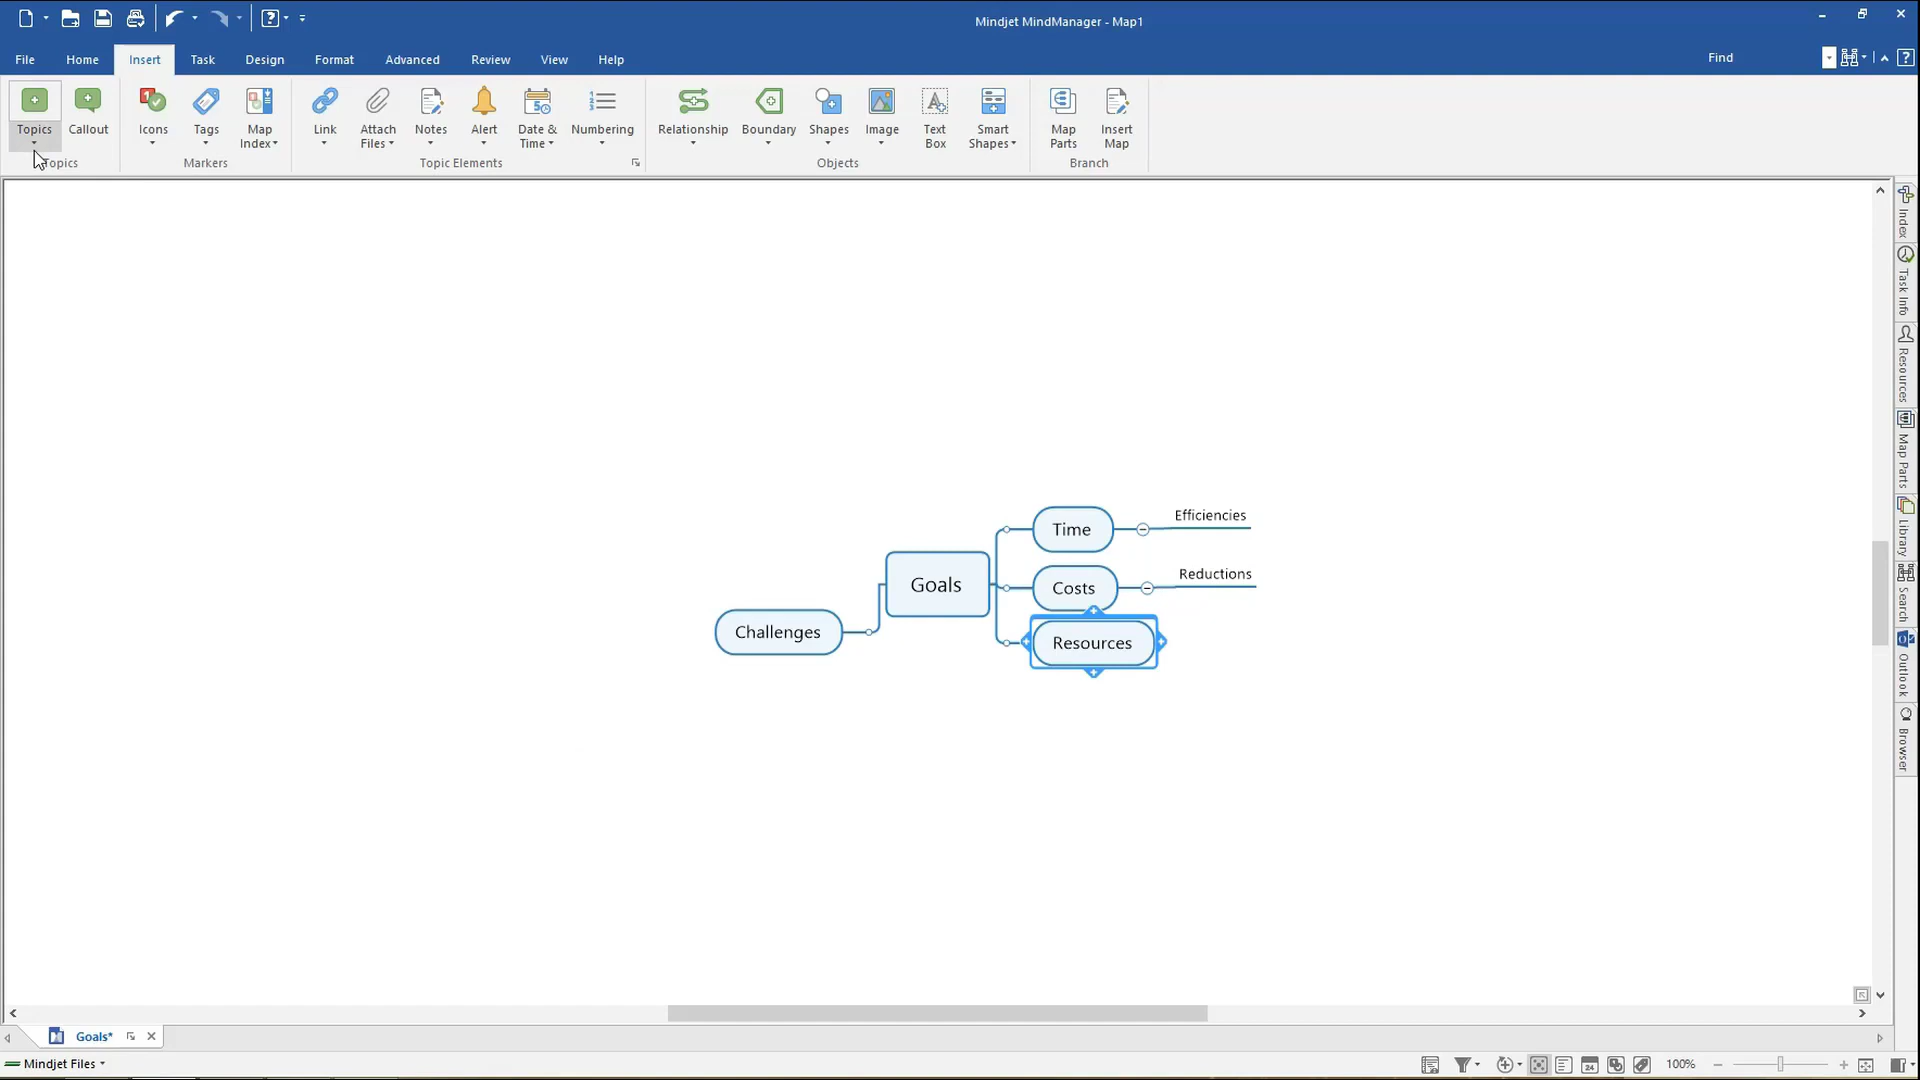 Mindjet MindManager - Map1
File Home Insert Task Design Format Advanced Review View Help Find
Topics Callout Icons Tags Map Index Link Attach Files Notes Alert Date & Time Numbering Relationship Boundary Shapes Image Text Box Smart Shapes Map Parts Insert Map
Topics Markers Topic Elements Objects Branch
Efficiencies
Time
Reductions
Goals
Costs
Challenges
Resources
Index
Task Info
Resources
Map Parts
Library
Search
Outlook
Browser
Goals*
Mindjet Files
24
100%